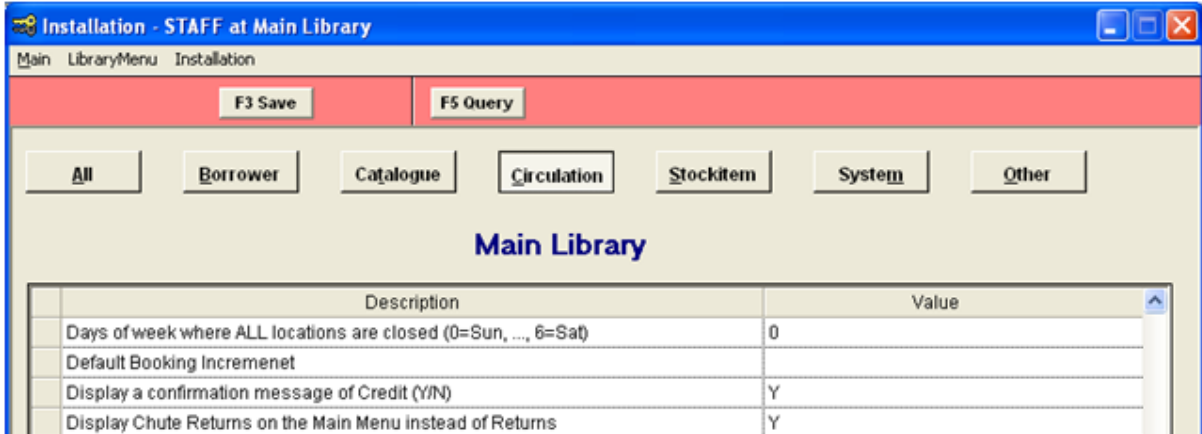 Installation - STAFF at Main Library
Main LibraryMenu Installation
F3 Save F5 Query
All Borrower Catalogue Circulation Stockitem System Other
Main Library
Description Value
Days of week where ALL locations are closed (0=Sun, ..., 6=Sat) 0
Default Booking Incremenet
Display a confirmation message of Credit (Y/N) Y
Display Chute Returns on the Main Menu instead of Returns Y